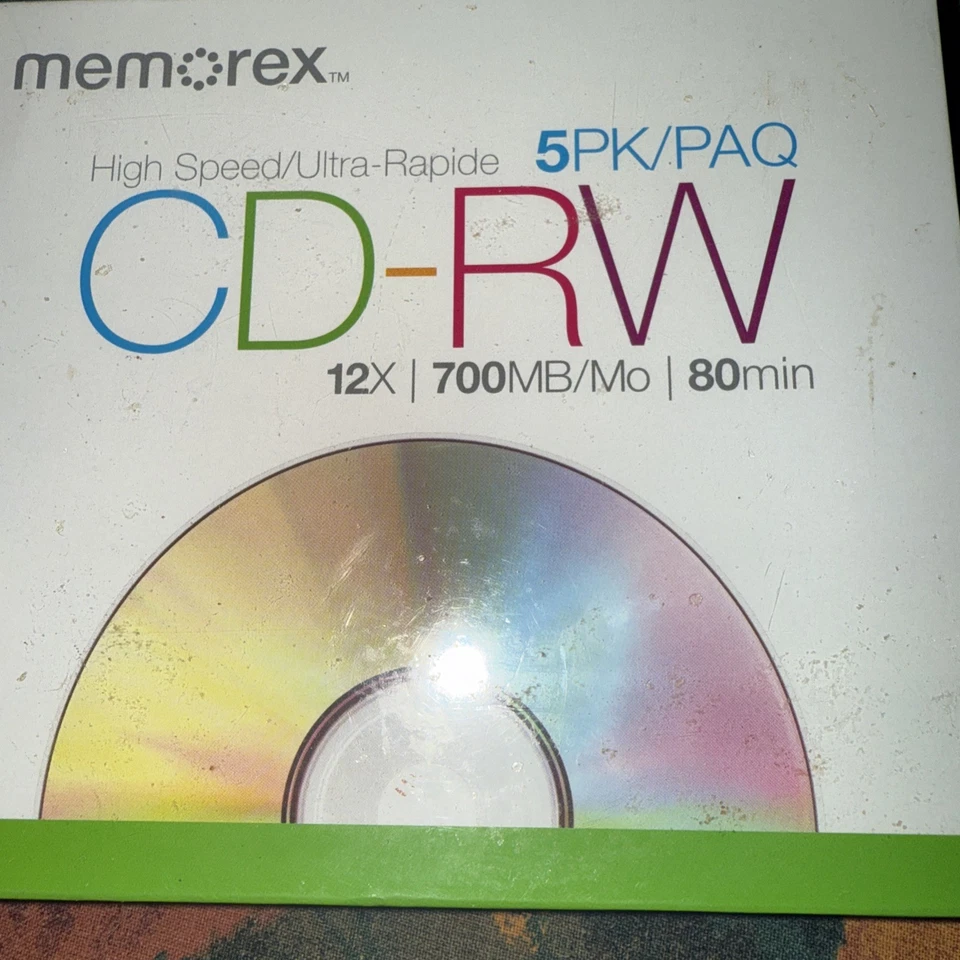 memorex™
5PK/PAQ
High Speed/Ultra-Rapide
CD-RW
12X | 700MB/Mo | 80min